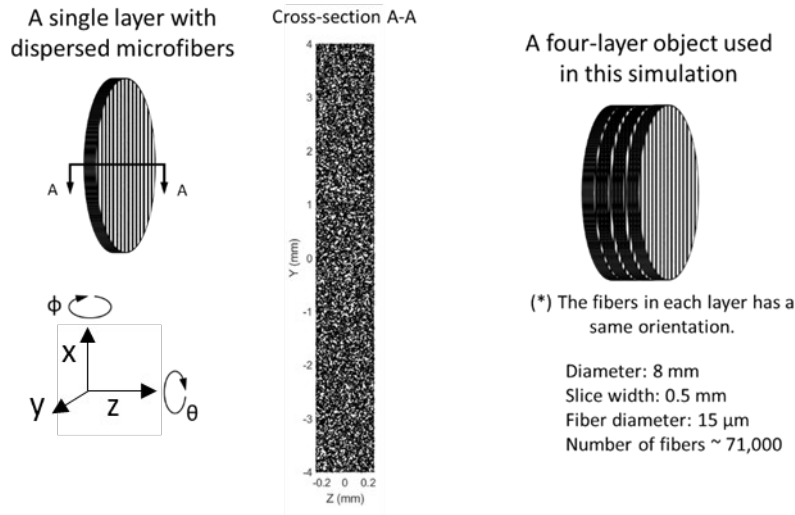 A single layer with
dispersed microfibers
A
A
ϕ
x
y
z
θ
Cross-section A-A
4
3
2
1
0
-1
-2
-3
-4
Y (mm)
-0.2 0 0.2
Z (mm)
A four-layer object used
in this simulation
(*) The fibers in each layer has a
same orientation.
Diameter: 8 mm
Slice width: 0.5 mm
Fiber diameter: 15 μm
Number of fibers ~ 71,000